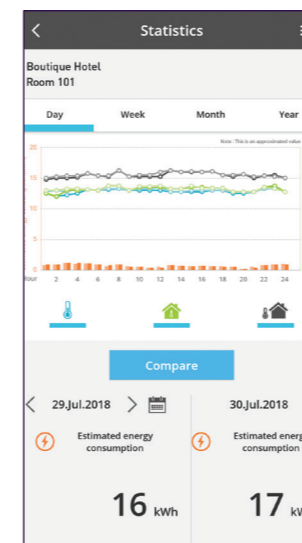 Statistics
Boutique Hotel
Room 101
Day Week Month Year
Note : This is an approximated value
20
15
10
5
0
Hour 2 4 6 8 10 12 14 16 18 20 22 24
Compare
29.Jul.2018 30.Jul.2018
Estimated energy consumption
16 kWh
Estimated energ
consumption
17 kW